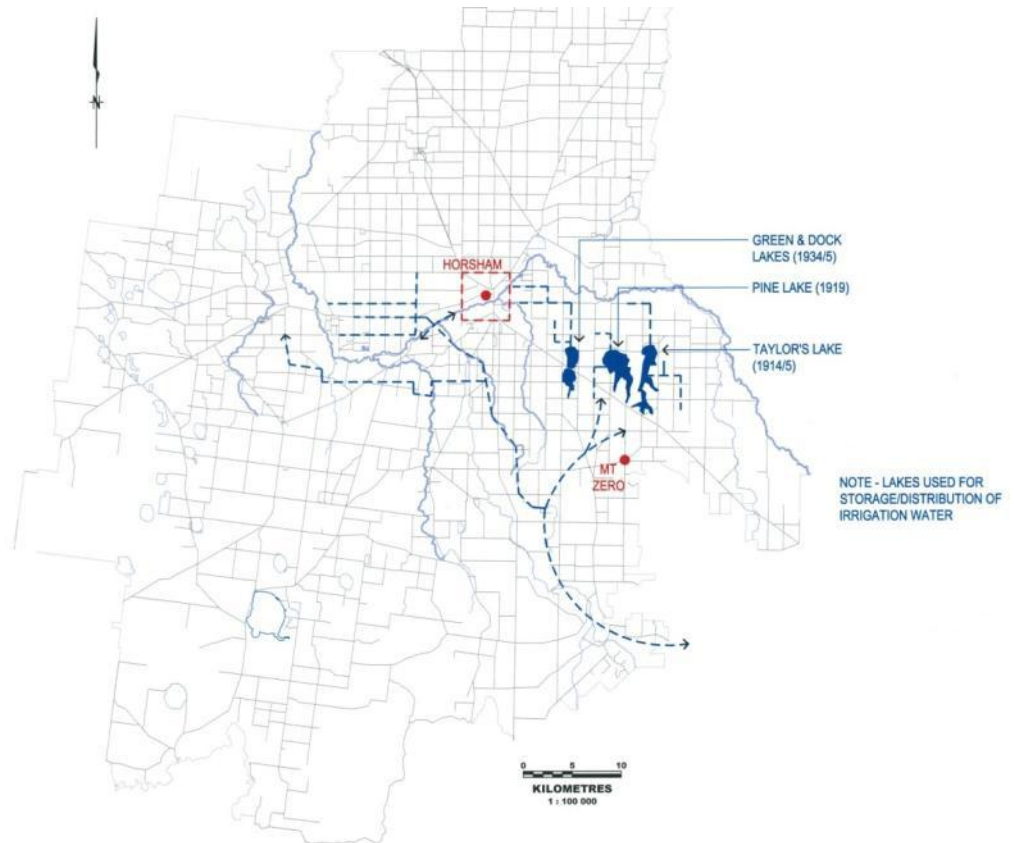 N
GREEN & DOCK
LAKES (1934/5)
HORSHAM
PINE LAKE (1919)
TAYLOR'S LAKE
(1914/5)
MT
ZERO
NOTE - LAKES USED FOR
STORAGE/DISTRIBUTION OF
IRRIGATION WATER
0 5 10
KILOMETRES
1 : 100 000